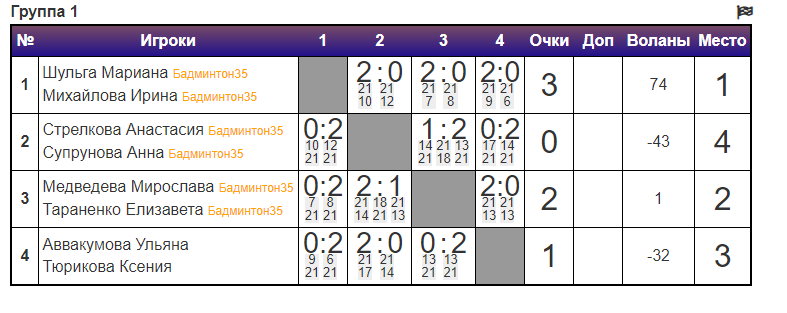 Группа 1
№ Игроки 1 2 3 4 Очки Доп Воланы Место
1 Шульга Мариана Бадминтон35 2:0 2:0 2:0 3 74 1
Михайлова Ирина Бадминтон35
21 21 21 21 21 21
10 12 7 8 9 6
2 Стрелкова Анастасия Бадминтон35 0:2 1:2 0:2 0 -43 4
Супрунова Анна Бадминтон35
10 12 14 21 13 17 14
21 21 21 18 21 21 21
3 Медведева Мирослава Бадминтон35 0:2 2:1 2:0 2 1 2
Тараненко Елизавета Бадминтон35
7 8 21 18 21 21 21
21 21 14 21 13 13 13
4 Аввакумова Ульяна 0:2 2:0 0:2 1 -32 3
Тюрикова Ксения
9 6 21 21 13 13
21 21 17 14 21 21